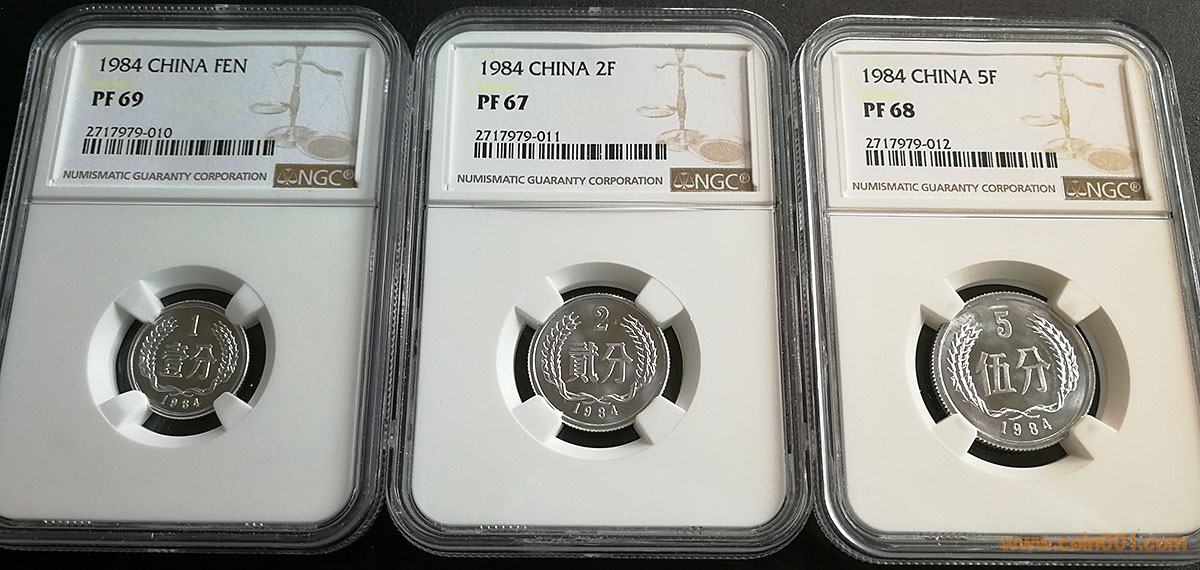 1984 CHINA FEN
PF 69
2717979-010
NUMISMATIC GUARANTY CORPORATION NGC®
1
壹分
1984
1984 CHINA 2F
PF 67
2717979-011
NUMISMATIC GUARANTY CORPORATION NGC®
2
貳分
1984
1984 CHINA 5F
PF 68
2717979-012
NUMISMATIC GUARANTY CORPORATION NGC®
5
伍分
1984
www.coin001.com